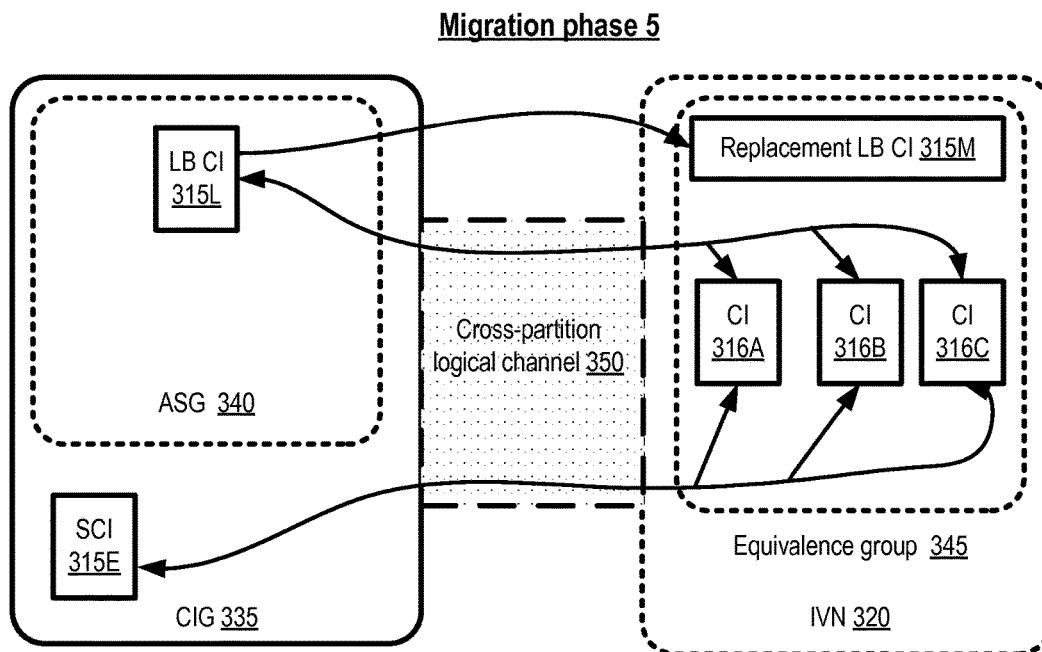 Migration phase 5
LB CI
315L
Replacement LB CI 315M
Cross-partition
logical channel 350
CI
316A
CI
316B
CI
316C
ASG 340
SCI
315E
CIG 335
Equivalence group 345
IVN 320